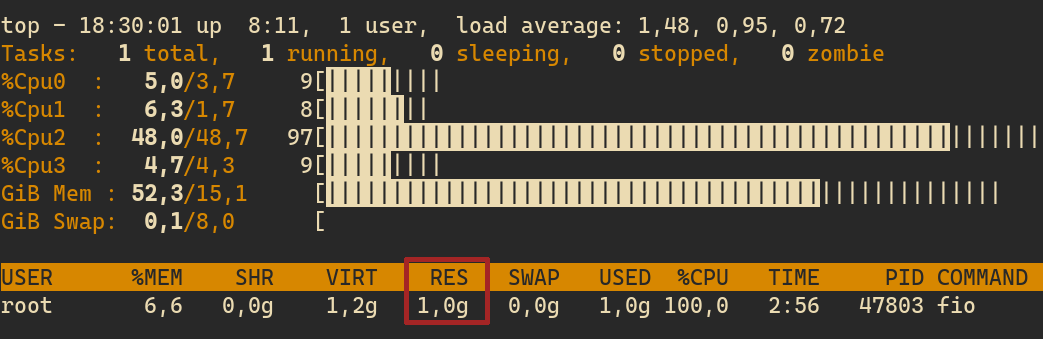 top - 18:30:01 up  8:11,  1 user,  load average: 1,48, 0,95, 0,72
Tasks:   1 total,   1 running,   0 sleeping,   0 stopped,   0 zombie
%Cpu0  :   5,0/3,7     9[|||||||||
%Cpu1  :   6,3/1,7     8[||||||||
%Cpu2  : 48,0/48,7   97[|||||||||||||||||||||||||||||||||||||||||||||||||||||||
%Cpu3  :   4,7/4,3     9[|||||||||
GiB Mem : 52,3/15,1      [||||||||||||||||||||||||||||||||||||||||||||||||||||
GiB Swap:  0,1/8,0      [
USER      %MEM    SHR    VIRT    RES   SWAP   USED  %CPU   TIME     PID COMMAND
root       6,6   0,0g    1,2g   1,0g   0,0g   1,0g 100,0   2:56   47803 fio